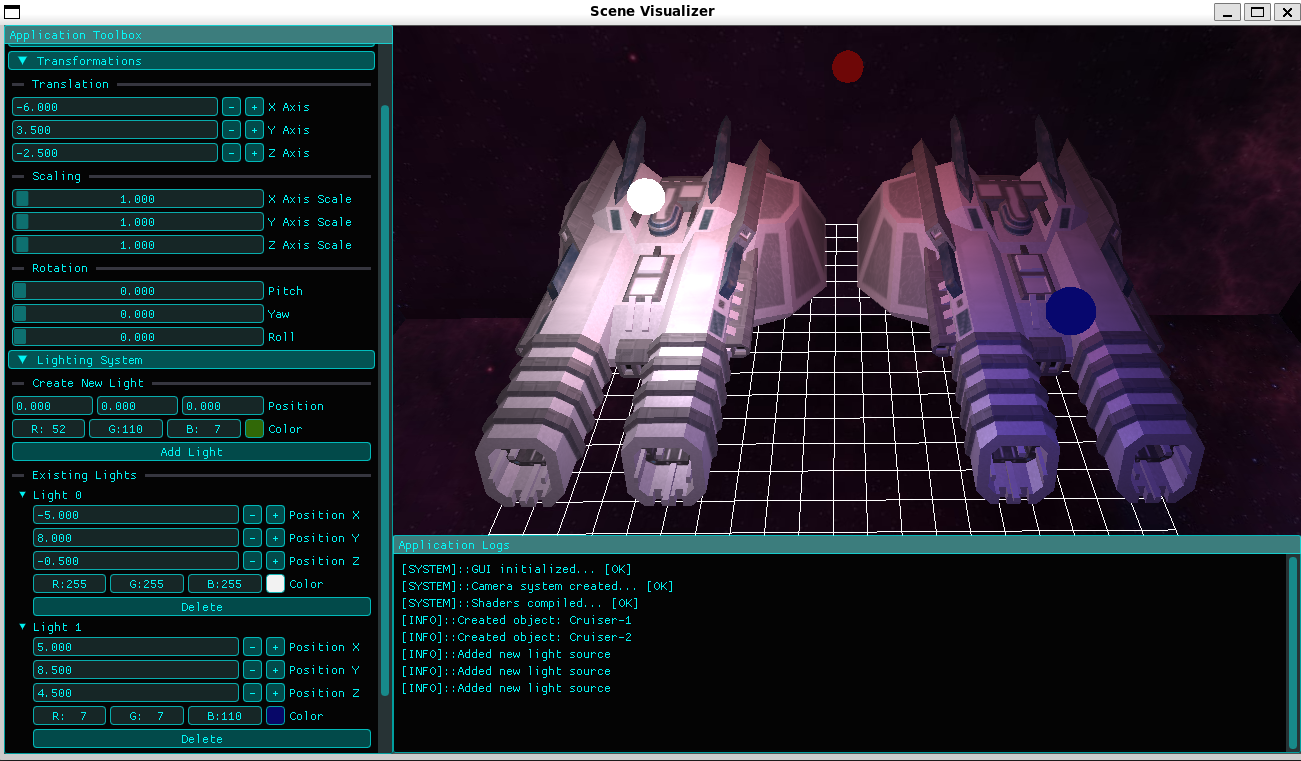 Scene Visualizer
Application Toolbox
Transformations
Translation
-6.000 - + X Axis
3.500 - + Y Axis
-2.500 - + Z Axis
Scaling
1.000 X Axis Scale
1.000 Y Axis Scale
1.000 Z Axis Scale
Rotation
0.000 Pitch
0.000 Yaw
0.000 Roll
Lighting System
Create New Light
0.000 0.000 0.000 Position
R: 52 G:110 B: 7 Color
Add Light
Existing Lights
Light 0
-5.000 - + Position X
8.000 - + Position Y
-0.500 - + Position Z
R:255 G:255 B:255 Color
Delete
Light 1
5.000 - + Position X
8.500 - + Position Y
4.500 - + Position Z
R: 7 G: 7 B:110 Color
Delete
Application Logs
[SYSTEM]::GUI initialized... [OK]
[SYSTEM]::Camera system created... [OK]
[SYSTEM]::Shaders compiled... [OK]
[INFO]::Created object: Cruiser-1
[INFO]::Created object: Cruiser-2
[INFO]::Added new light source
[INFO]::Added new light source
[INFO]::Added new light source